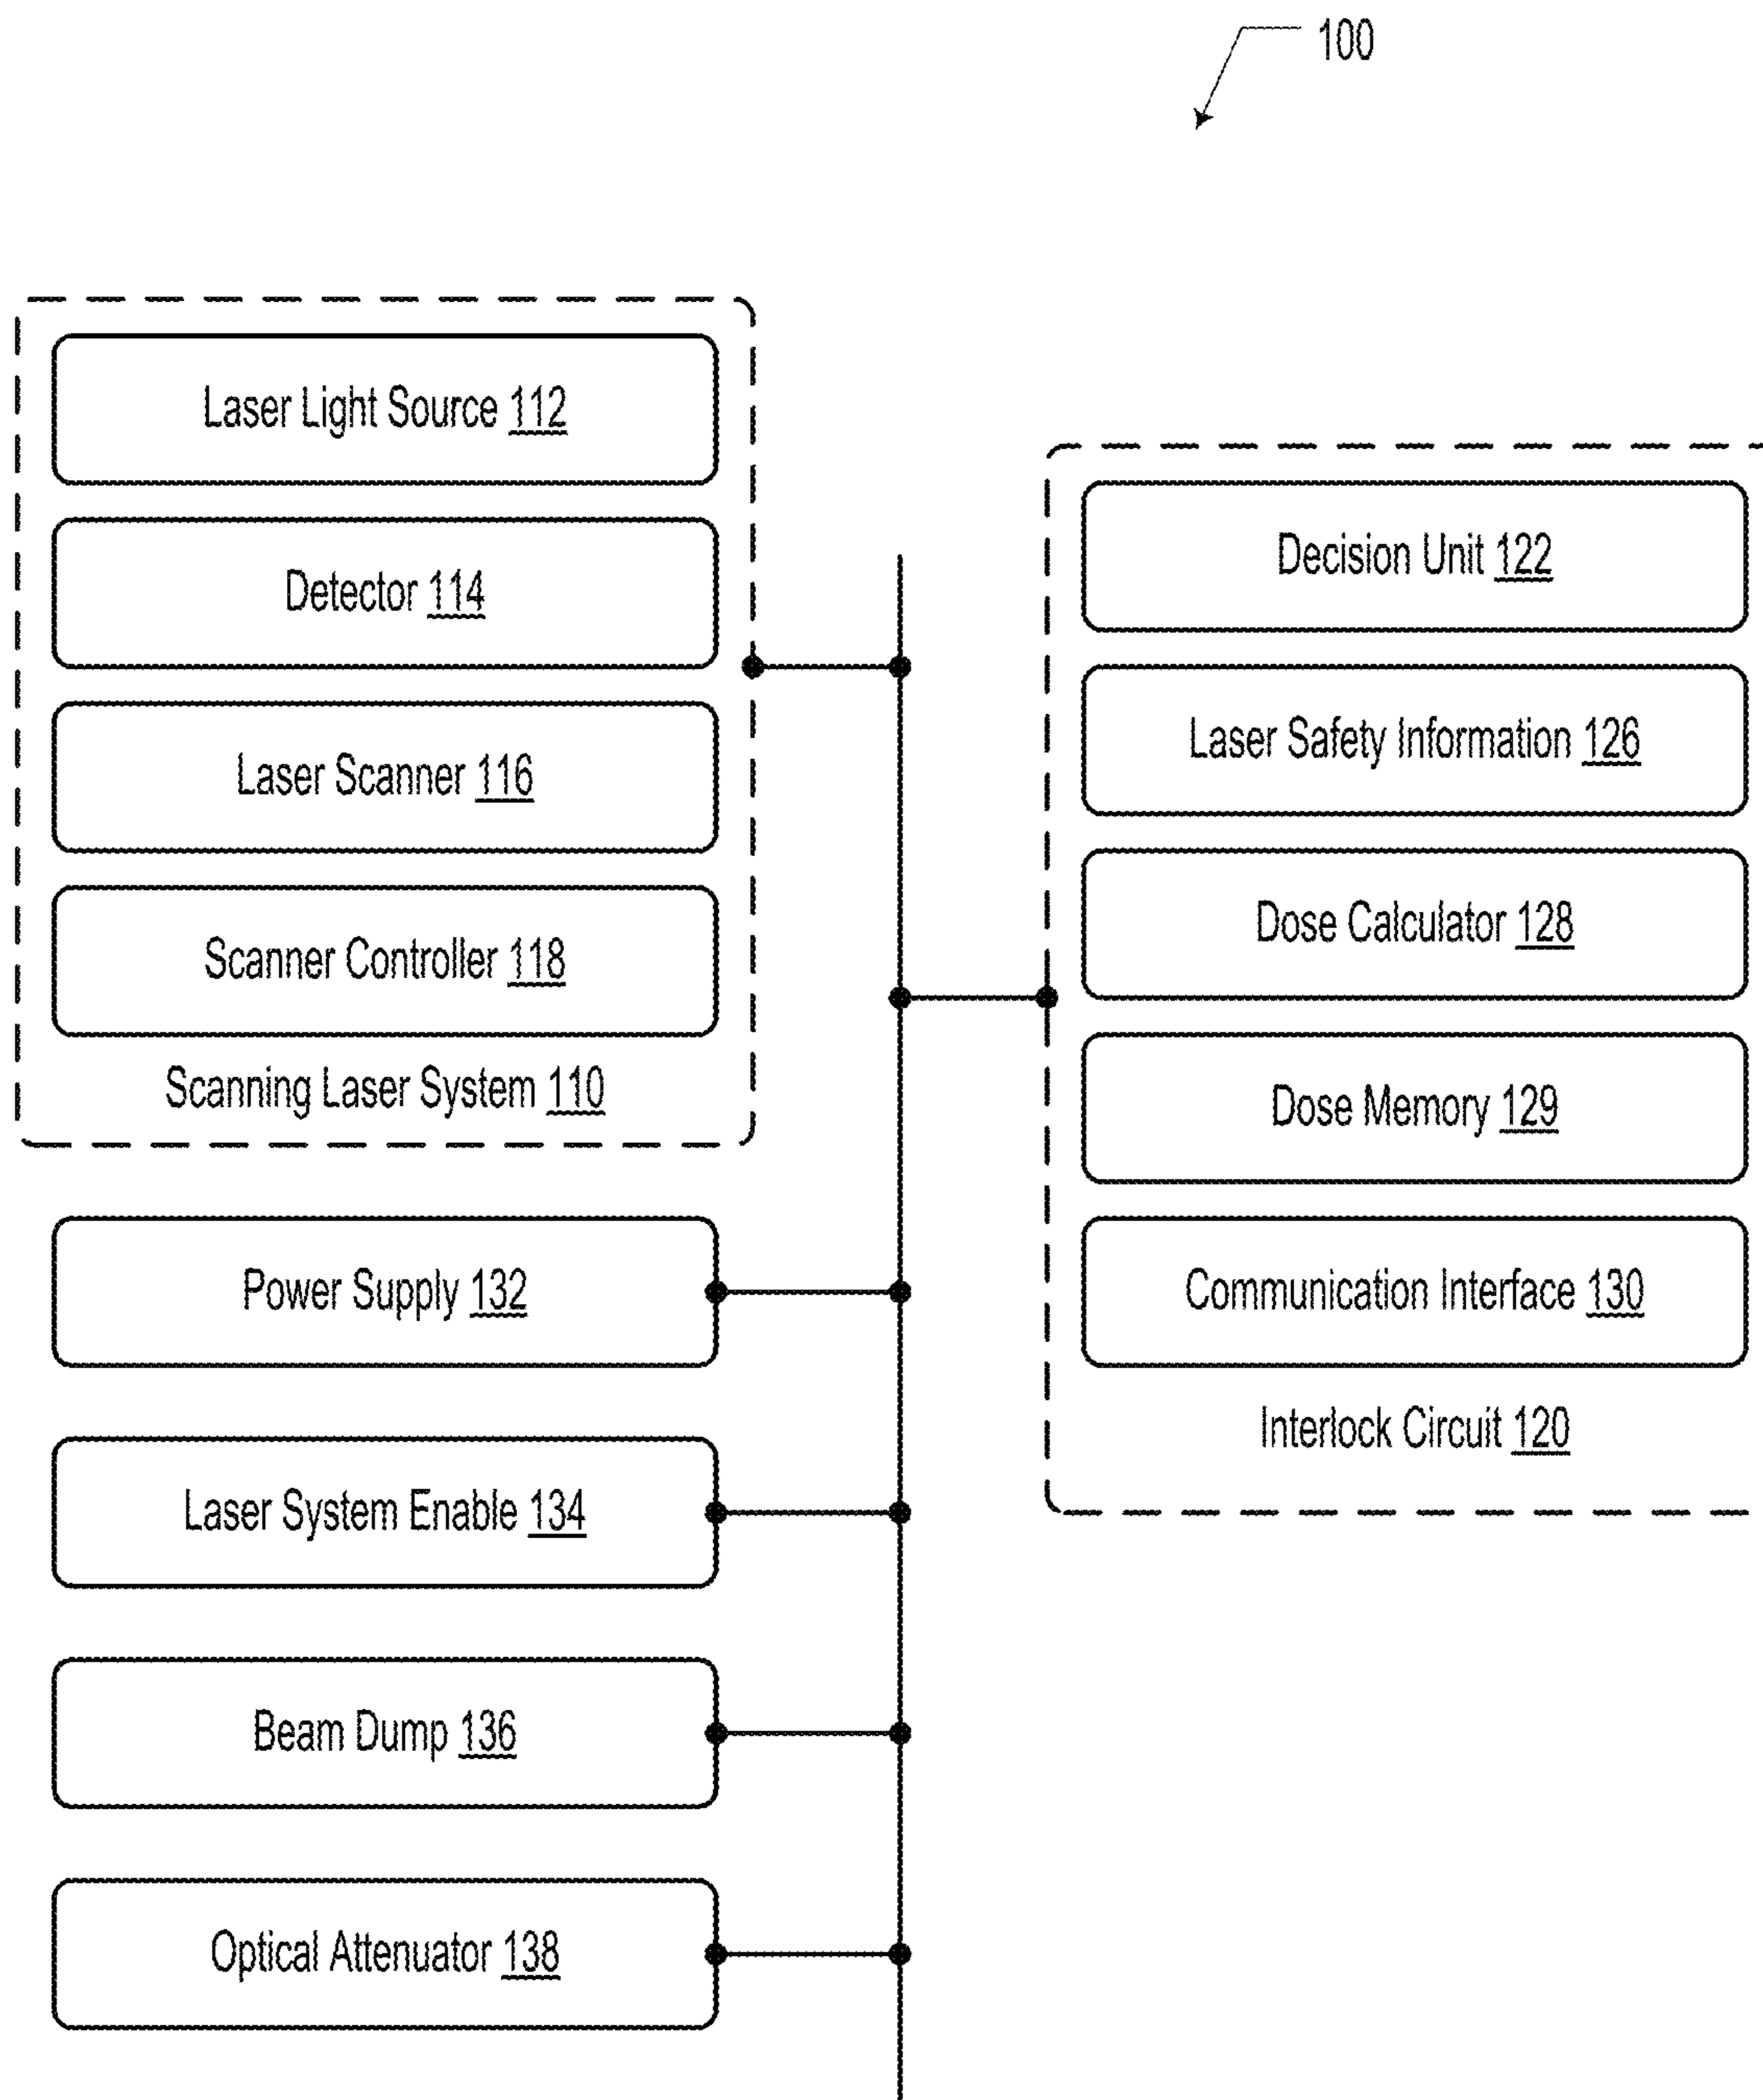 100
Laser Light Source 112
Detector 114
Laser Scanner 116
Scanner Controller 118
Scanning Laser System 110
Power Supply 132
Laser System Enable 134
Beam Dump 136
Optical Attenuator 138
Decision Unit 122
Laser Safety Information 126
Dose Calculator 128
Dose Memory 129
Communication Interface 130
Interlock Circuit 120